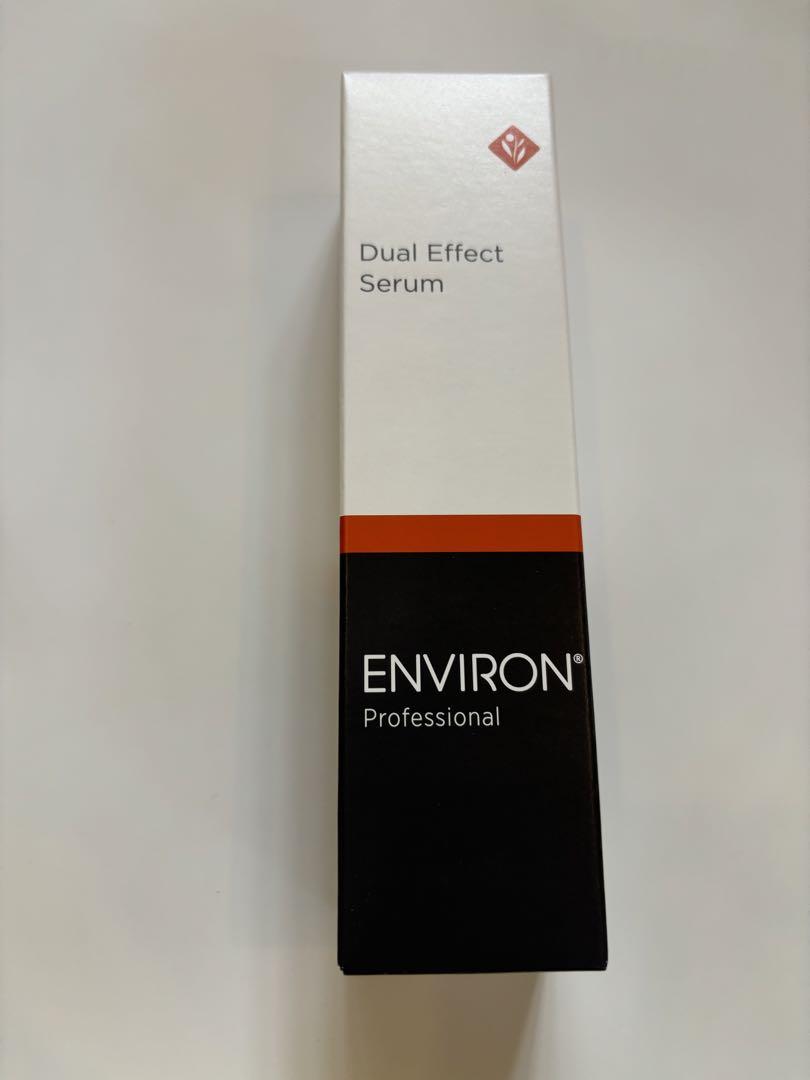 Dual Effect
Serum
ENVIRON®
Professional